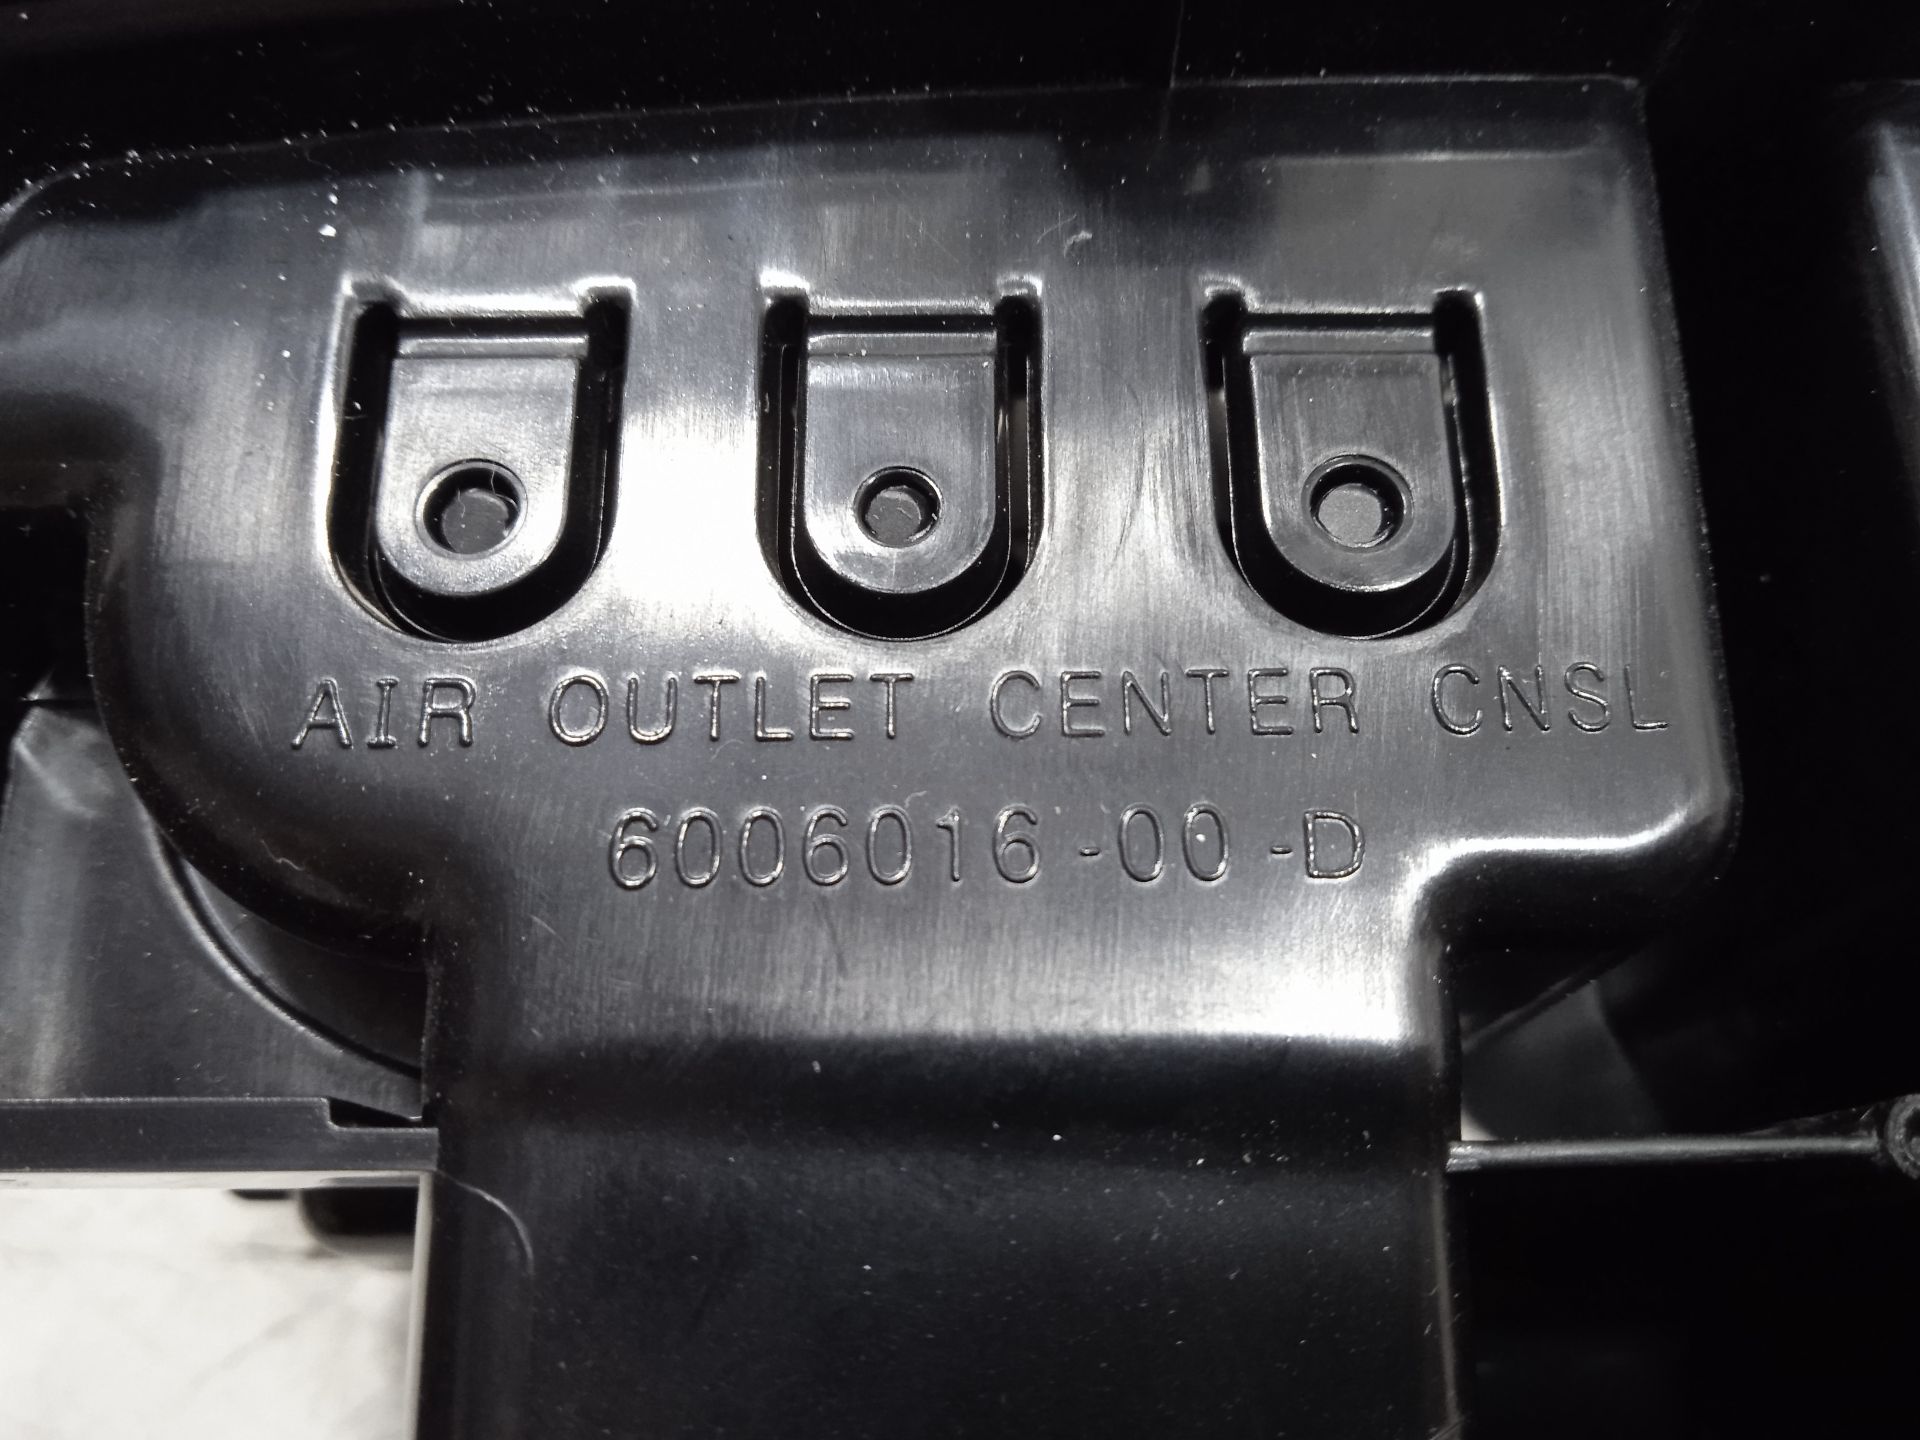 AIR OUTLET CENTER CNSL
6006016-00-D